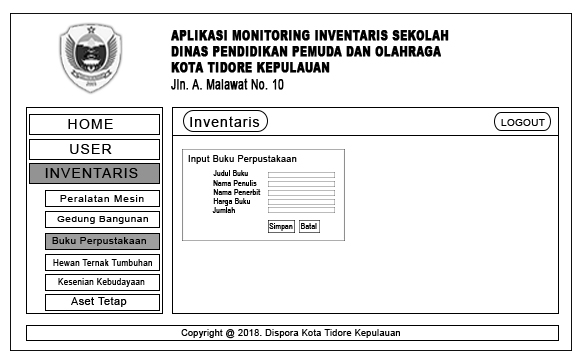 APLIKASI MONITORING INVENTARIS SEKOLAH
DINAS PENDIDIKAN PEMUDA DAN OLAHRAGA
KOTA TIDORE KEPULAUAN
Jln. A. Malawat No. 10
HOME
USER
INVENTARIS
Peralatan Mesin
Gedung Bangunan
Buku Perpustakaan
Hewan Ternak Tumbuhan
Kesenian Kebudayaan
Aset Tetap
Inventaris
LOGOUT
Input Buku Perpustakaan
Judul Buku
Nama Penulis
Nama Penerbit
Harga Buku
Jumlah
Simpan Batal
Copyright @ 2018. Dispora Kota Tidore Kepulauan